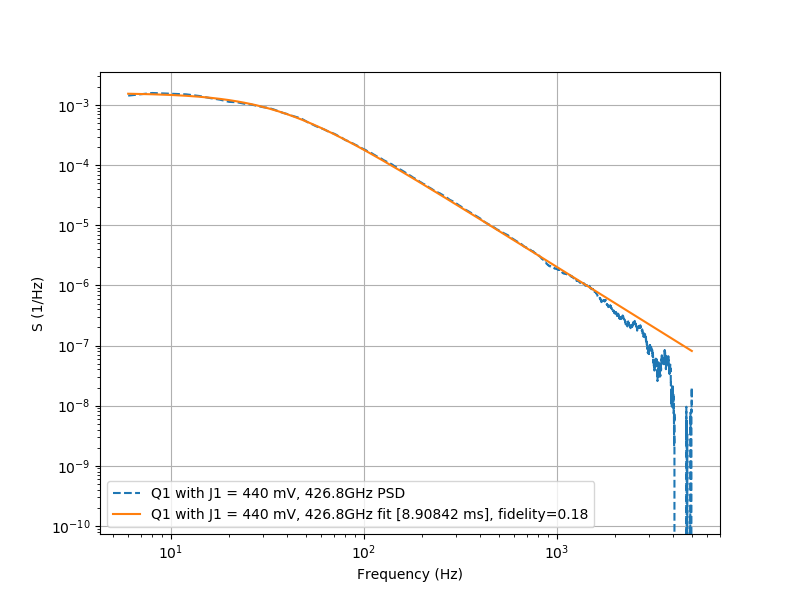 10⁻³
10⁻⁴
10⁻⁵
10⁻⁶
10⁻⁷
10⁻⁸
10⁻⁹
10⁻¹⁰
S (1/Hz)
Q1 with J1 = 440 mV, 426.8GHz PSD
Q1 with J1 = 440 mV, 426.8GHz fit [8.90842 ms], fidelity=0.18
10¹ 10² 10³
Frequency (Hz)